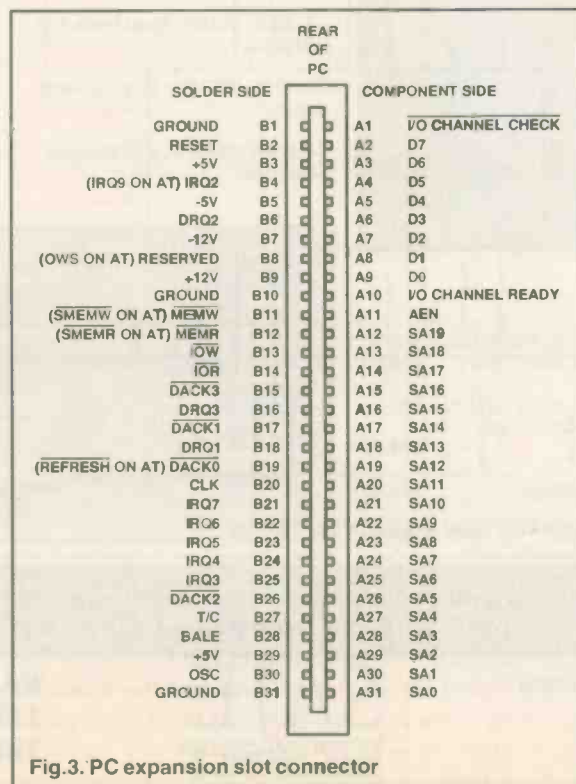 REAR
OF
PC
SOLDER SIDE COMPONENT SIDE
GROUND B1 A1 I/O CHANNEL CHECK
RESET B2 A2 D7
+5V B3 A3 D6
(IRQ9 ON AT) IRQ2 B4 A4 D5
-5V B5 A5 D4
DRQ2 B6 A6 D3
-12V B7 A7 D2
(OWS ON AT) RESERVED B8 A8 D1
+12V B9 A9 D0
GROUND B10 A10 I/O CHANNEL READY
(SMEMW ON AT) MEMW B11 A11 AEN
(SMEMR ON AT) MEMR B12 A12 SA19
IOW B13 A13 SA18
IOR B14 A14 SA17
DACK3 B15 A15 SA16
DRQ3 B16 A16 SA15
DACK1 B17 A17 SA14
DRQ1 B18 A18 SA13
(REFRESH ON AT) DACK0 B19 A19 SA12
CLK B20 A20 SA11
IRQ7 B21 A21 SA10
IRQ6 B22 A22 SA9
IRQ5 B23 A23 SA8
IRQ4 B24 A24 SA7
IRQ3 B25 A25 SA6
DACK2 B26 A26 SA5
T/C B27 A27 SA4
BALE B28 A28 SA3
+5V B29 A29 SA2
OSC B30 A30 SA1
GROUND B31 A31 SA0
Fig.3. PC expansion slot connector